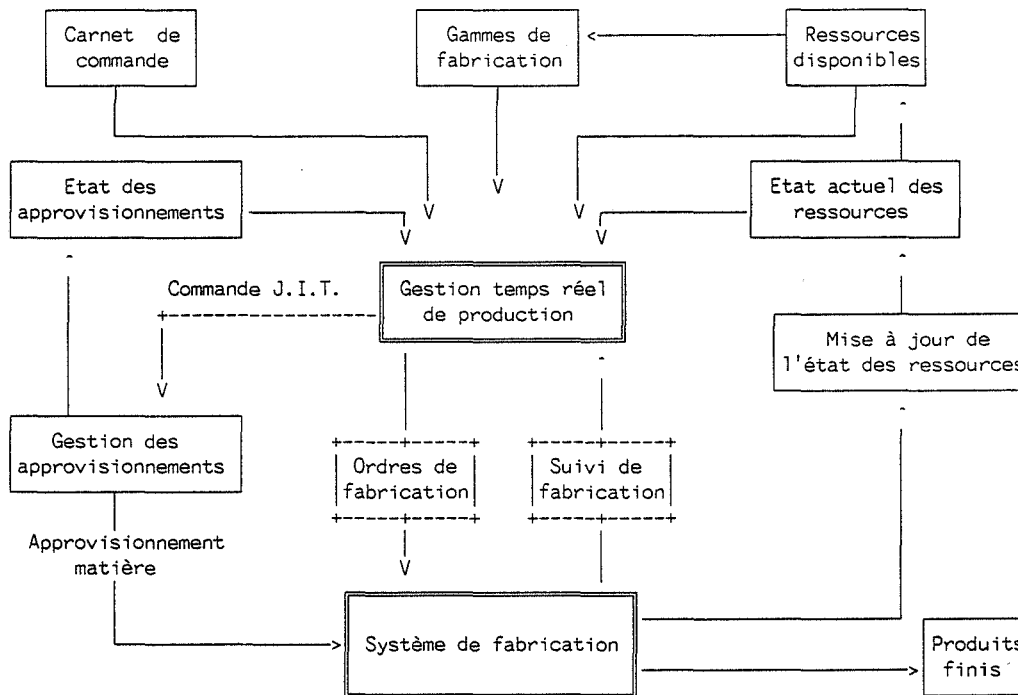 Carnet de
commande
Gammes de
fabrication
Ressources
disponibles
Etat des
approvisionnements
Etat actuel des
ressources
Commande J.I.T.
Gestion temps réel
de production
Mise à jour de
l'état des ressources
Gestion des
approvisionnements
Ordres de
fabrication
Suivi de
fabrication
Approvisionnement
matière
Système de fabrication
Produits
finis